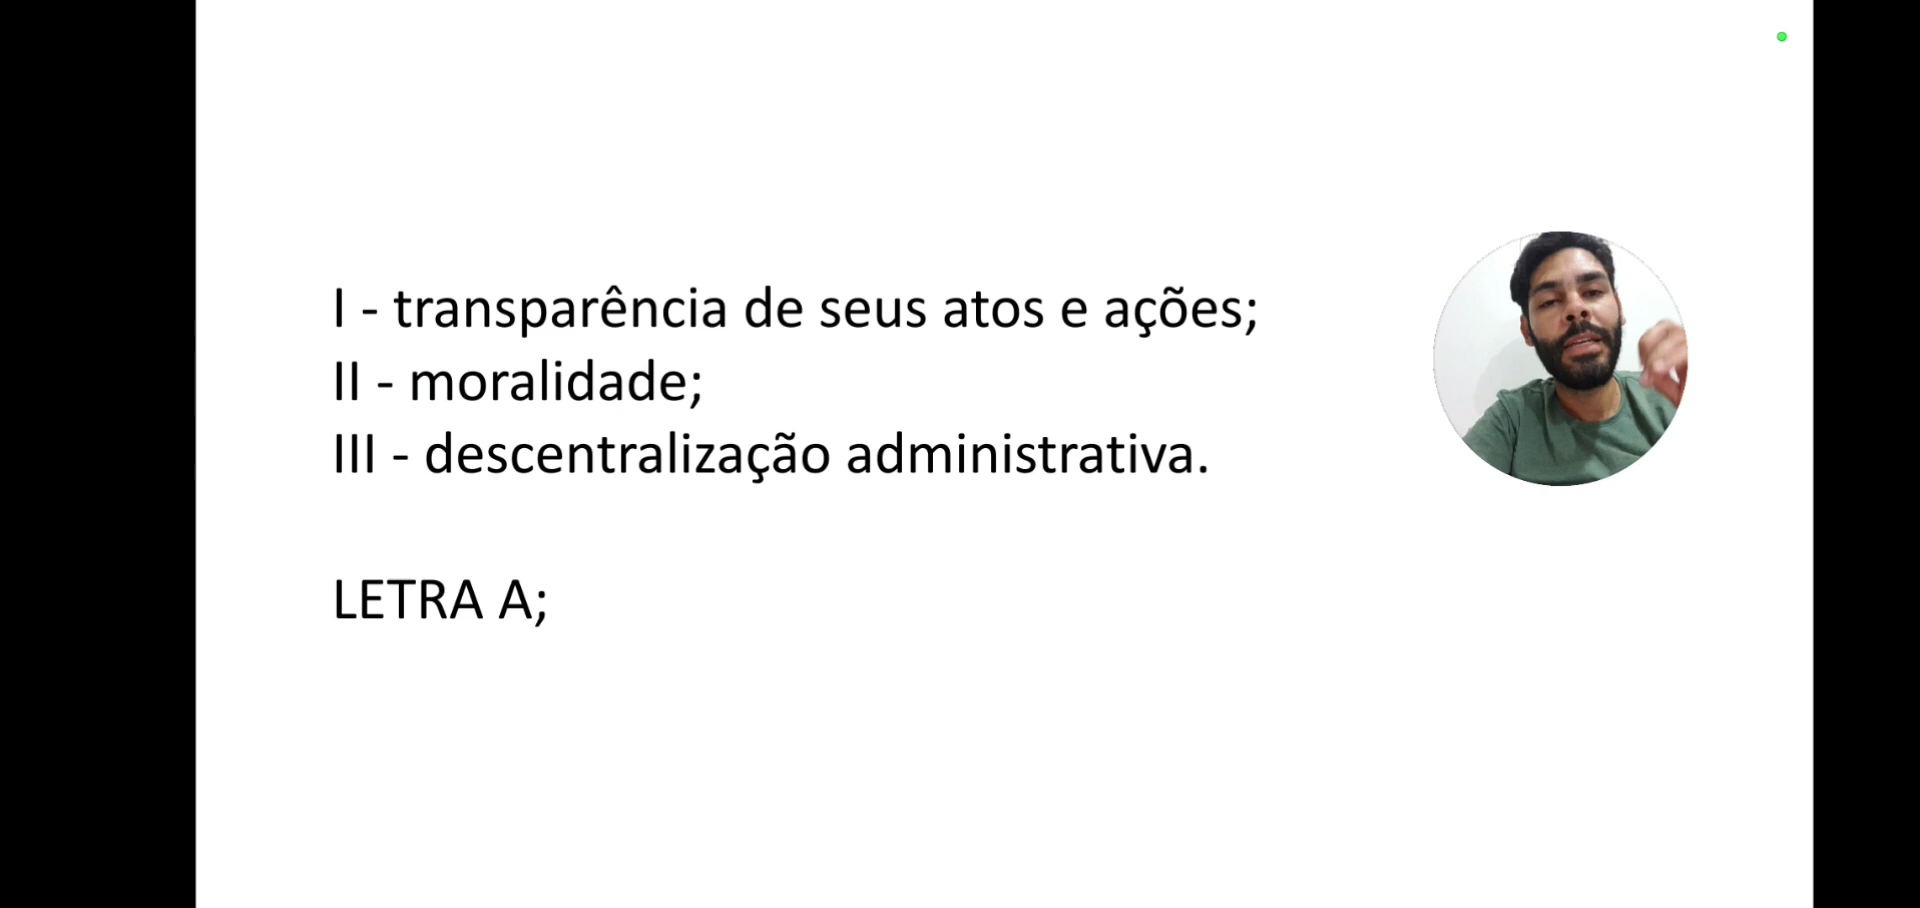 I - transparência de seus atos e ações;
II - moralidade;
III - descentralização administrativa.
LETRA A;